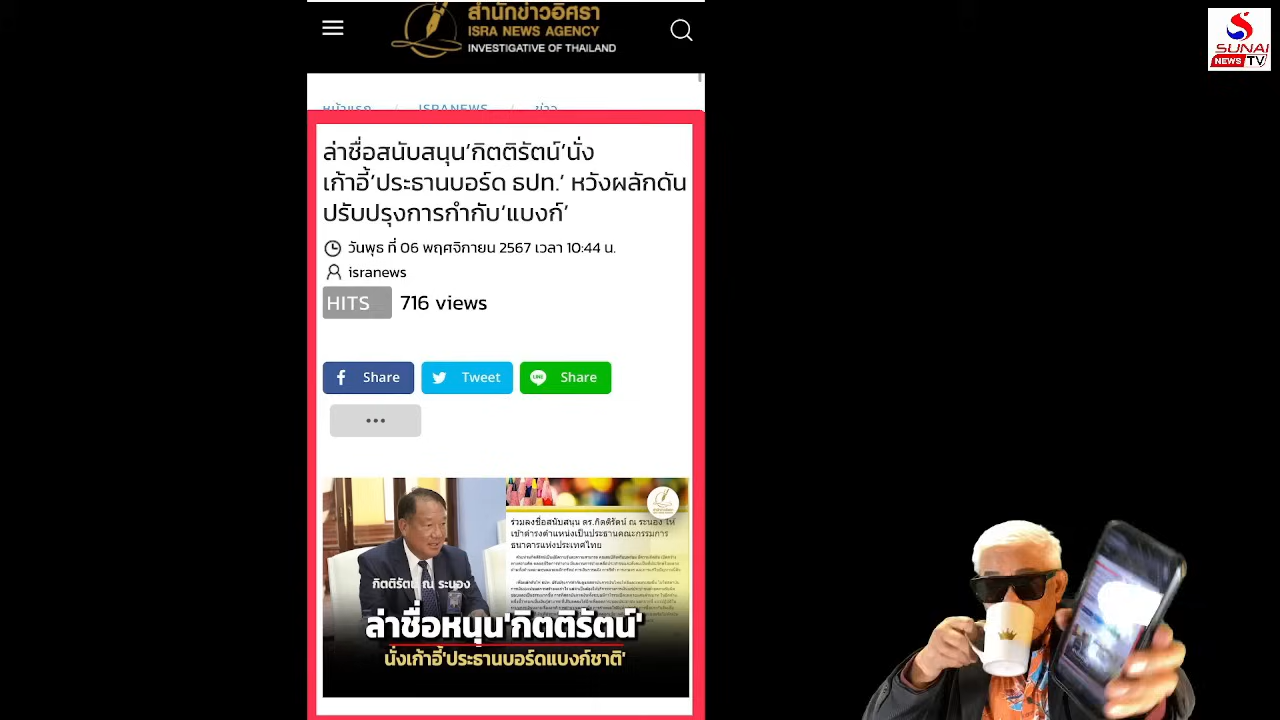 สำนักข่าวอิศรา
ISRA NEWS AGENCY
INVESTIGATIVE OF THAILAND
SUNAI
NEWS TV
หน้าแรก / ISRANEWS / ข่าว
ล่าชื่อสนับสนุน‘กิตติรัตน์’นั่ง
เก้าอี้‘ประธานบอร์ด ธปท.’ หวังผลักดัน
ปรับปรุงการกำกับ‘แบงก์’
วันพุธ ที่ 06 พฤศจิกายน 2567 เวลา 10:44 น.
isranews
HITS 716 views
Share Tweet LINE Share
•••
ร่วมลงชื่อสนับสนุน ดร.กิตติรัตน์ ณ ระนอง ให้
เข้าดำรงตำแหน่งเป็นประธานคณะกรรมการ
ธนาคารแห่งประเทศไทย
กิตติรัตน์ ณ ระนอง
ล่าชื่อหนุน'กิตติรัตน์'
นั่งเก้าอี้'ประธานบอร์ดแบงก์ชาติ'